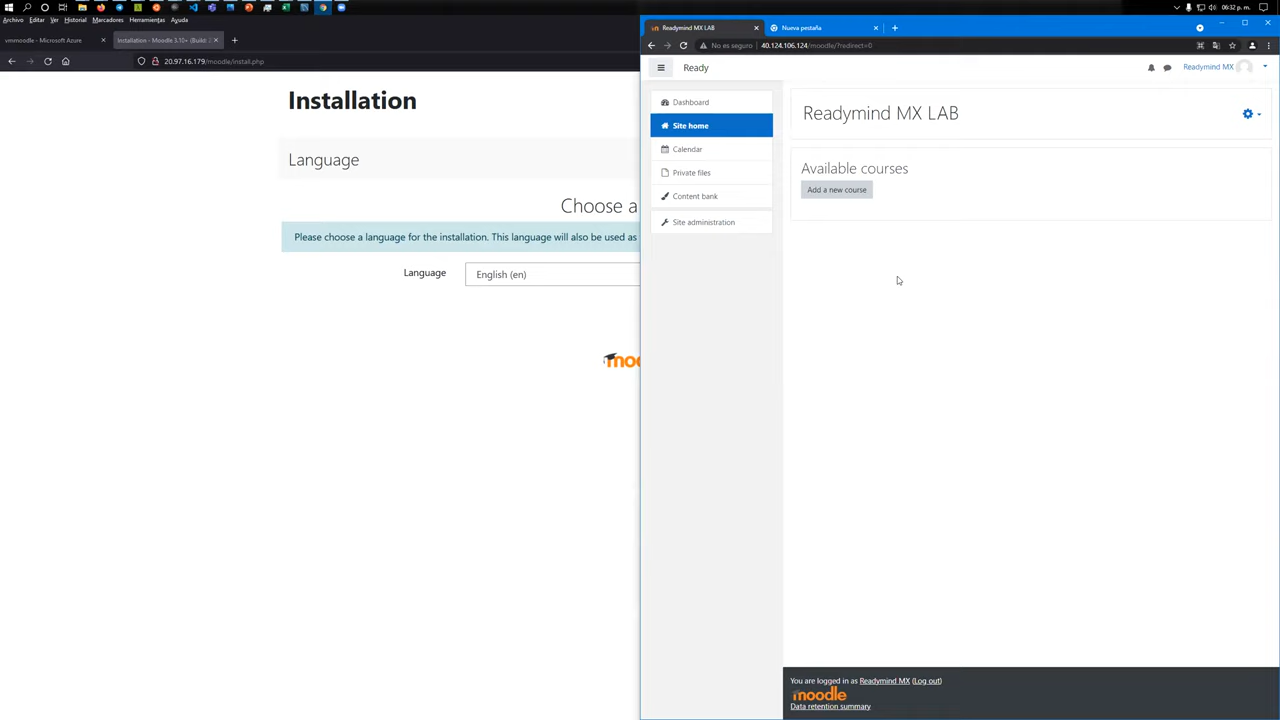 06:32 p. m.
Archivo Editar Ver Historial Marcadores Herramientas Ayuda
vmmoodle - Microsoft Azure
Installation - Moodle 3.10+ (Build: 2
20.97.16.179/moodle/install.php
Installation
Language
Choose a
Please choose a language for the installation. This language will also be used as
Language English (en)
moo
Readymind MX LAB
Nueva pestaña
No es seguro 40.124.106.124/moodle/?redirect=0
Ready
Readymind MX
Dashboard
Site home
Calendar
Private files
Content bank
Site administration
Readymind MX LAB
Available courses
Add a new course
You are logged in as Readymind MX (Log out)
moodle
Data retention summary